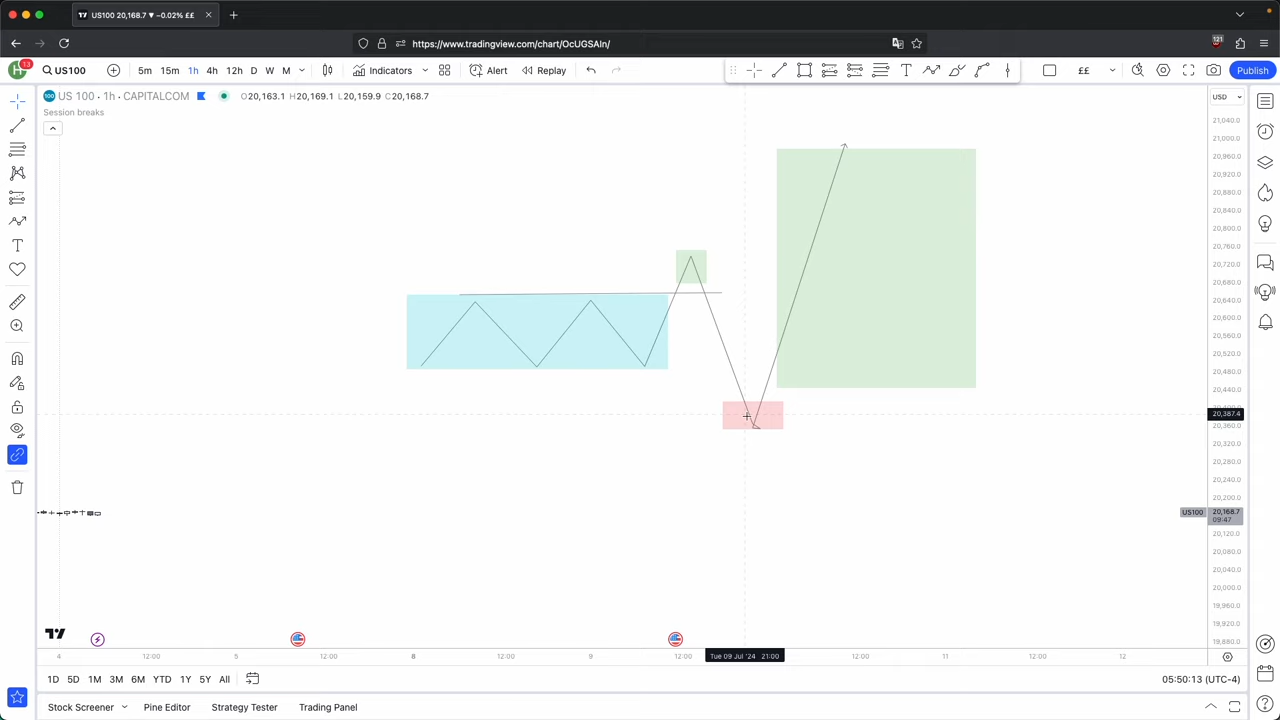 US100 20,168.7 ▼ −0.02% ££
https://www.tradingview.com/chart/OcUGSAIn/
121
13
US100
5m 15m 1h 4h 12h D W M
Indicators
Alert
Replay
££
Publish
US 100 · 1h · CAPITALCOM
O20,163.1 H20,169.1 L20,159.9 C20,168.7
Session breaks
USD
21,040.0
21,000.0
20,960.0
20,920.0
20,880.0
20,840.0
20,800.0
20,760.0
20,720.0
20,680.0
20,640.0
20,600.0
20,560.0
20,520.0
20,480.0
20,440.0
20,387.4
20,360.0
20,320.0
20,280.0
20,240.0
20,200.0
US100 20,168.7
09:47
20,120.0
20,080.0
20,040.0
20,000.0
19,960.0
19,920.0
19,880.0
4 12:00 5 12:00 8 12:00 9 12:00 Tue 09 Jul '24 21:00 12:00 11 12:00 12
1D 5D 1M 3M 6M YTD 1Y 5Y All
05:50:13 (UTC-4)
Stock Screener Pine Editor Strategy Tester Trading Panel